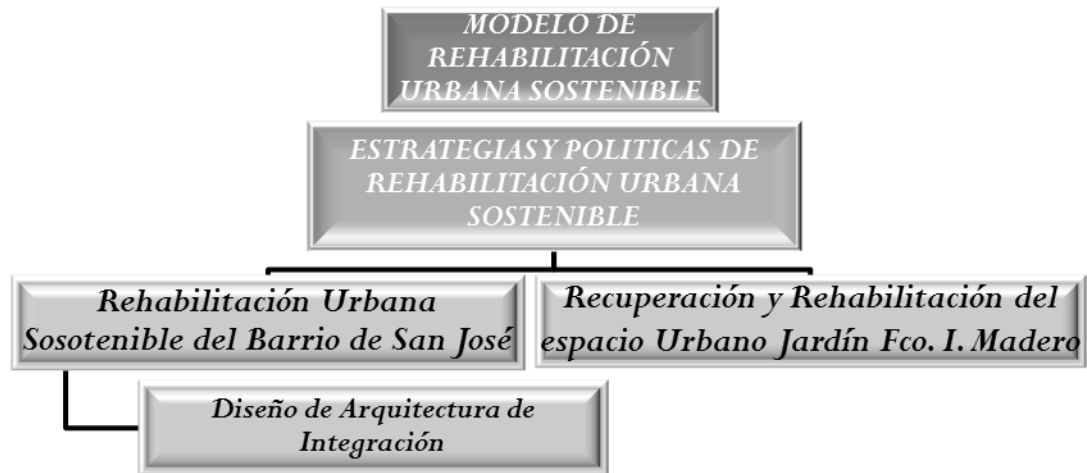 MODELO DE
REHABILITACIÓN
URBANA SOSTENIBLE
ESTRATEGIAS Y POLITICAS DE
REHABILITACIÓN URBANA
SOSTENIBLE
Rehabilitación Urbana
Sosotenible del Barrio de San José
Recuperación y Rehabilitación del
espacio Urbano Jardín Fco. I. Madero
Diseño de Arquitectura de
Integración